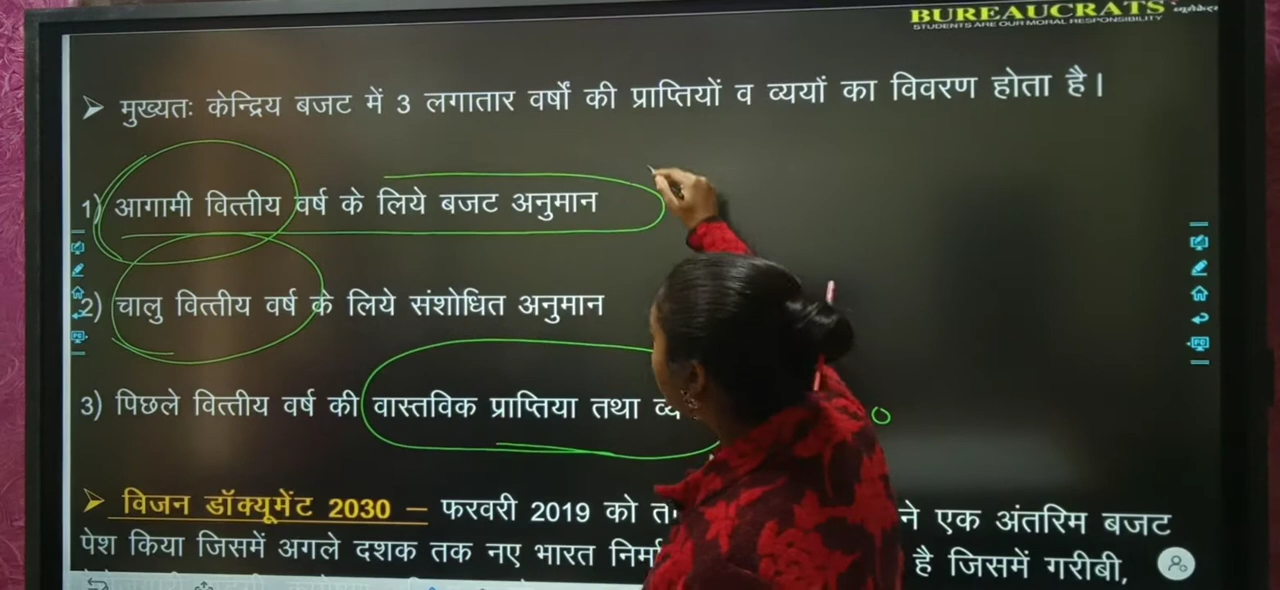 BUREAUCRATS
STUDENTS ARE OUR MORAL RESPONSIBILITY
➤ मुख्यतः केन्द्रिय बजट में 3 लगातार वर्षों की प्राप्तियों व व्ययों का विवरण होता है।
1) आगामी वित्तीय वर्ष के लिये बजट अनुमान
2) चालु वित्तीय वर्ष के लिये संशोधित अनुमान
3) पिछले वित्तीय वर्ष की वास्तविक प्राप्तिया तथा
➤ विजन डॉक्यूमेंट 2030 – फरवरी 2019 को ने एक अंतरिम बजट
पेश किया जिसमें अगले दशक तक नए भारत है जिसमें गरीबी,